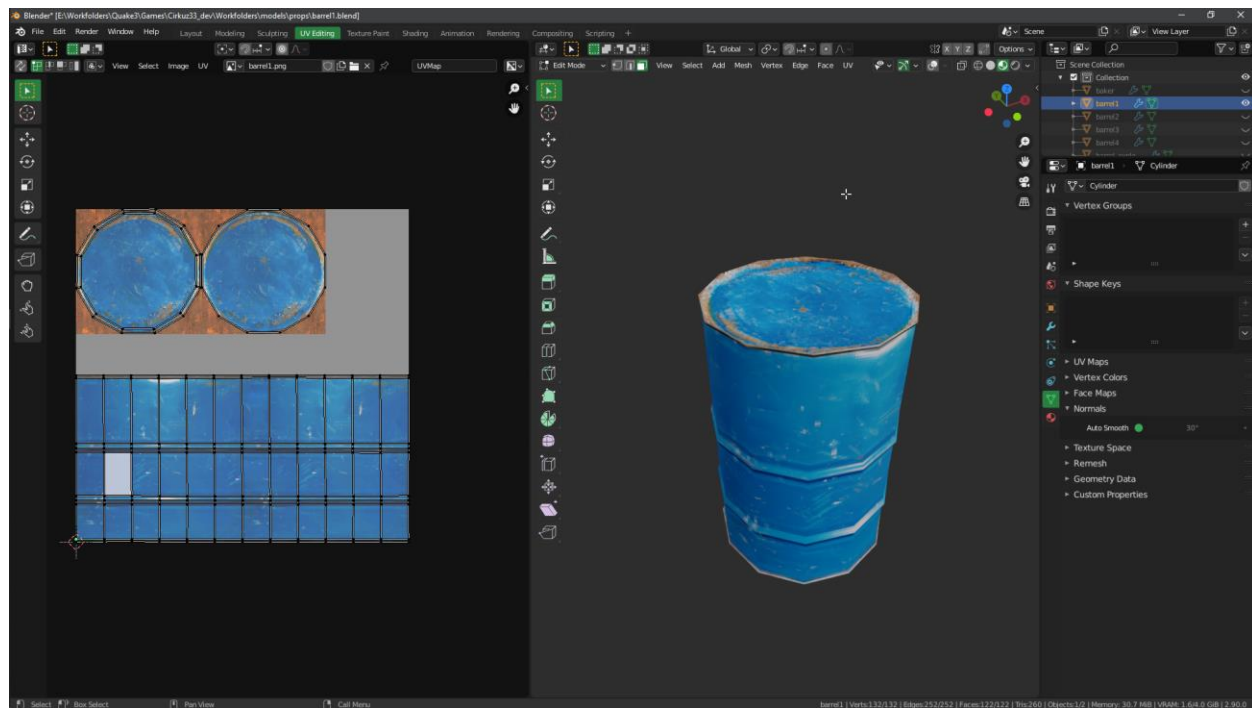 Blender* [E:\Workfolders\Quake3\Games\Cirkuz33_dev\Workfolders\models\props\barrel1.blend]
File Edit Render Window Help Layout Modeling Sculpting UV Editing Texture Paint Shading Animation Rendering Compositing Scripting + Scene View Layer
Global X Y Z Options
View Select Image UV barrel1.png UVMap Edit Mode View Select Add Mesh Vertex Edge Face UV
Scene Collection
Collection
baker
barrel1
barrel2
barrel3
barrel4
barrel1 Cylinder
Cylinder
Vertex Groups
Shape Keys
UV Maps
Vertex Colors
Face Maps
Normals
Auto Smooth 30°
Texture Space
Remesh
Geometry Data
Custom Properties
Select Box Select Pan View Call Menu barrel1 | Verts:132/132 | Edges:252/252 | Faces:122/122 | Tris:260 | Objects:1/2 | Memory: 30.7 MiB | VRAM: 1.6/4.0 GiB | 2.90.0